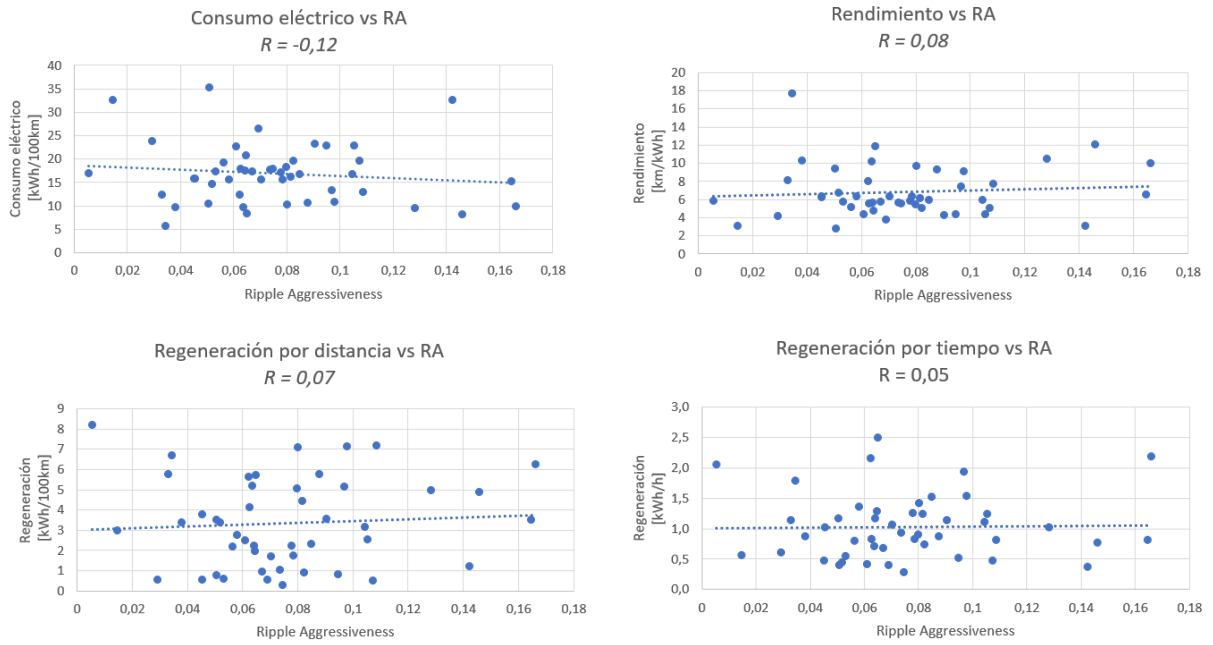 Consumo eléctrico vs RA
R = -0,12
Consumo eléctrico
[kWh/100km]
40
35
30
25
20
15
10
5
0
0 0,02 0,04 0,06 0,08 0,1 0,12 0,14 0,16 0,18
Ripple Aggressiveness
Rendimiento vs RA
R = 0,08
Rendimiento
[km/kWh]
20
18
16
14
12
10
8
6
4
2
0
0 0,02 0,04 0,06 0,08 0,1 0,12 0,14 0,16 0,18
Ripple Aggressiveness
Regeneración por distancia vs RA
R = 0,07
Regeneración
[kWh/100km]
9
8
7
6
5
4
3
2
1
0
0 0,02 0,04 0,06 0,08 0,1 0,12 0,14 0,16 0,18
Ripple Aggressiveness
Regeneración por tiempo vs RA
R = 0,05
Regeneración
[kWh/h]
3,0
2,5
2,0
1,5
1,0
0,5
0,0
0 0,02 0,04 0,06 0,08 0,1 0,12 0,14 0,16 0,18
Ripple Aggressiveness